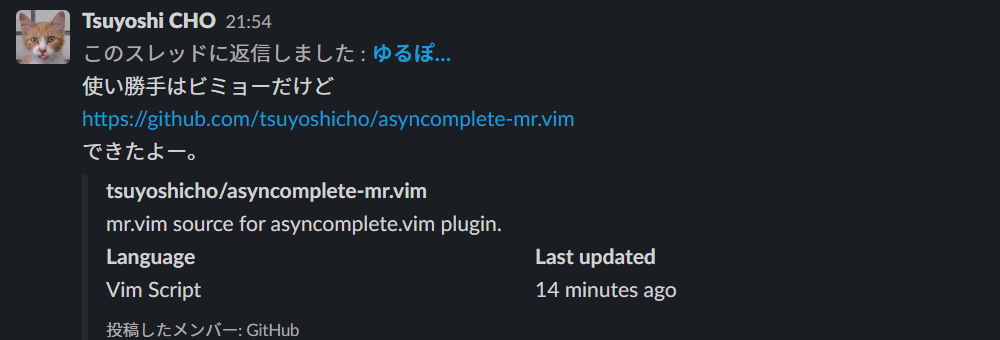 Tsuyoshi CHO 21:54
このスレッドに返信しました : ゆるぽ...
使い勝手はビミョーだけど
https://github.com/tsuyoshicho/asyncomplete-mr.vim
できたよー。
tsuyoshicho/asyncomplete-mr.vim
mr.vim source for asyncomplete.vim plugin.
Language Last updated
Vim Script 14 minutes ago
投稿したメンバー: GitHub